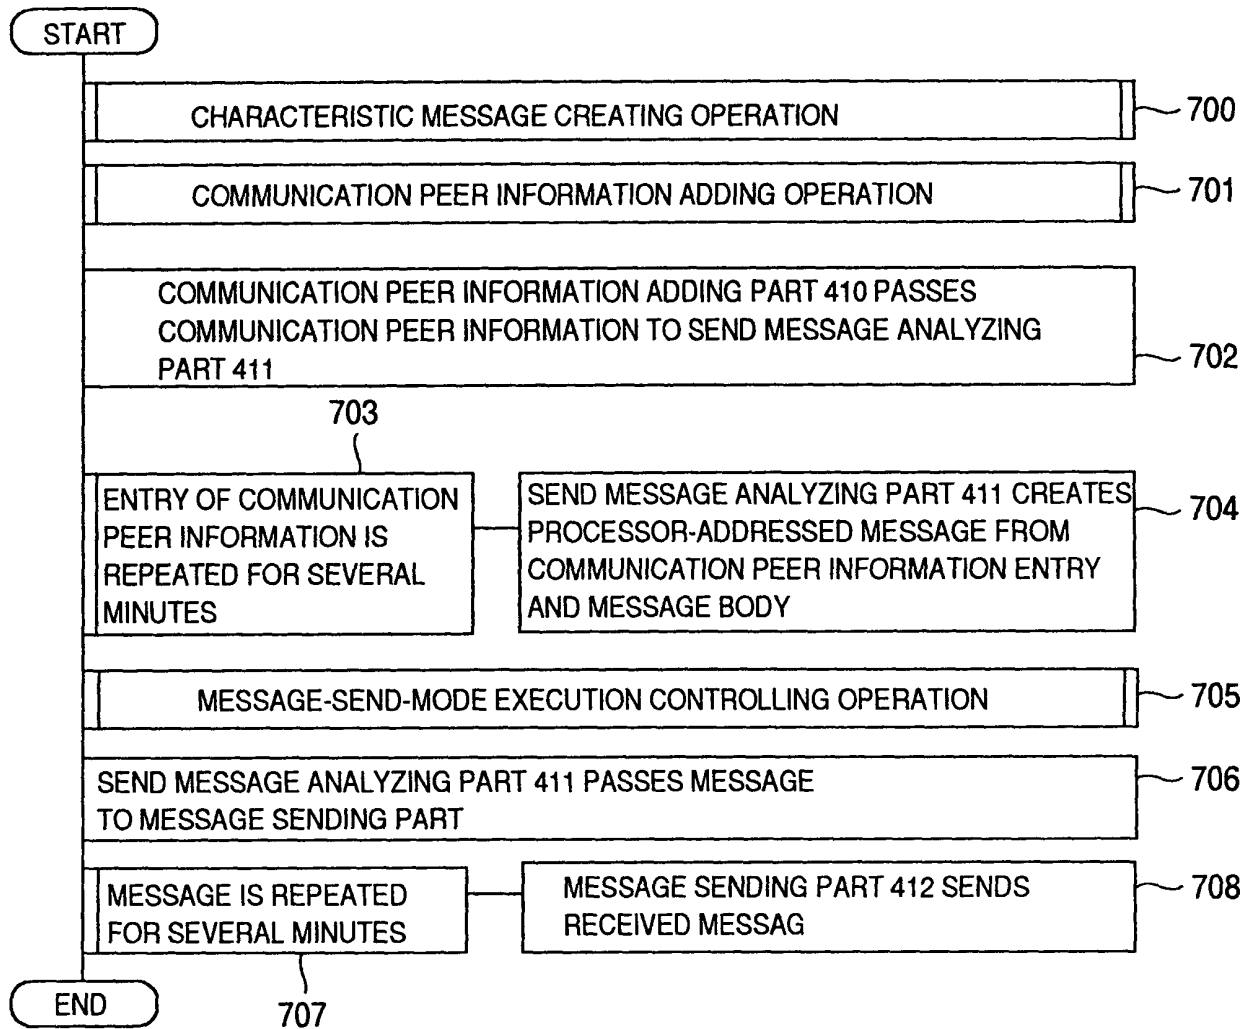 START
CHARACTERISTIC MESSAGE CREATING OPERATION
700
COMMUNICATION PEER INFORMATION ADDING OPERATION
701
COMMUNICATION PEER INFORMATION ADDING PART 410 PASSES
COMMUNICATION PEER INFORMATION TO SEND MESSAGE ANALYZING
PART 411
702
703
ENTRY OF COMMUNICATION
PEER INFORMATION IS
REPEATED FOR SEVERAL
MINUTES
SEND MESSAGE ANALYZING PART 411 CREATES
PROCESSOR-ADDRESSED MESSAGE FROM
COMMUNICATION PEER INFORMATION ENTRY
AND MESSAGE BODY
704
MESSAGE-SEND-MODE EXECUTION CONTROLLING OPERATION
705
SEND MESSAGE ANALYZING PART 411 PASSES MESSAGE
TO MESSAGE SENDING PART
706
MESSAGE IS REPEATED
FOR SEVERAL MINUTES
MESSAGE SENDING PART 412 SENDS
RECEIVED MESSAG
708
END
707